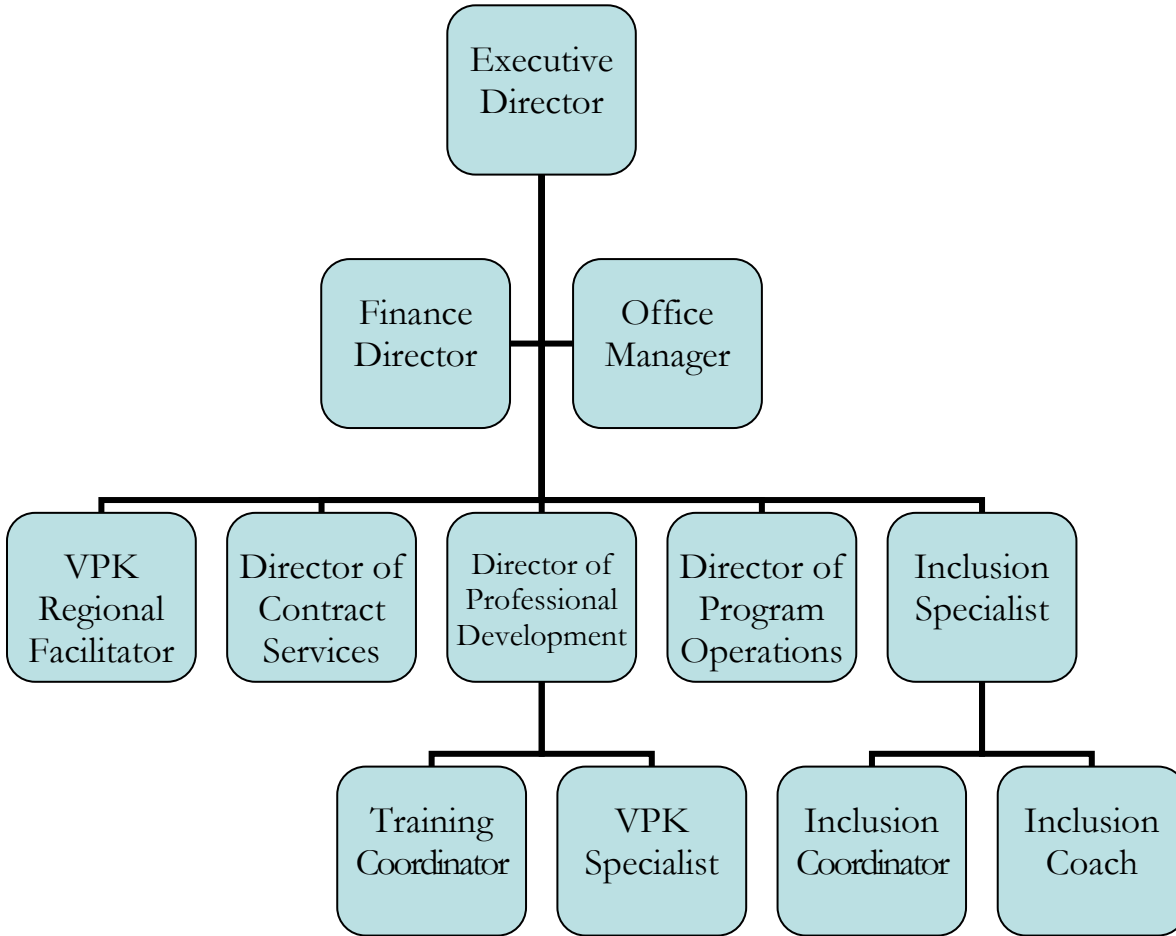 Executive
Director
Finance
Director
Office
Manager
VPK
Regional
Facilitator
Director of
Contract
Services
Director of
Professional
Development
Director of
Program
Operations
Inclusion
Specialist
Training
Coordinator
VPK
Specialist
Inclusion
Coordinator
Inclusion
Coach